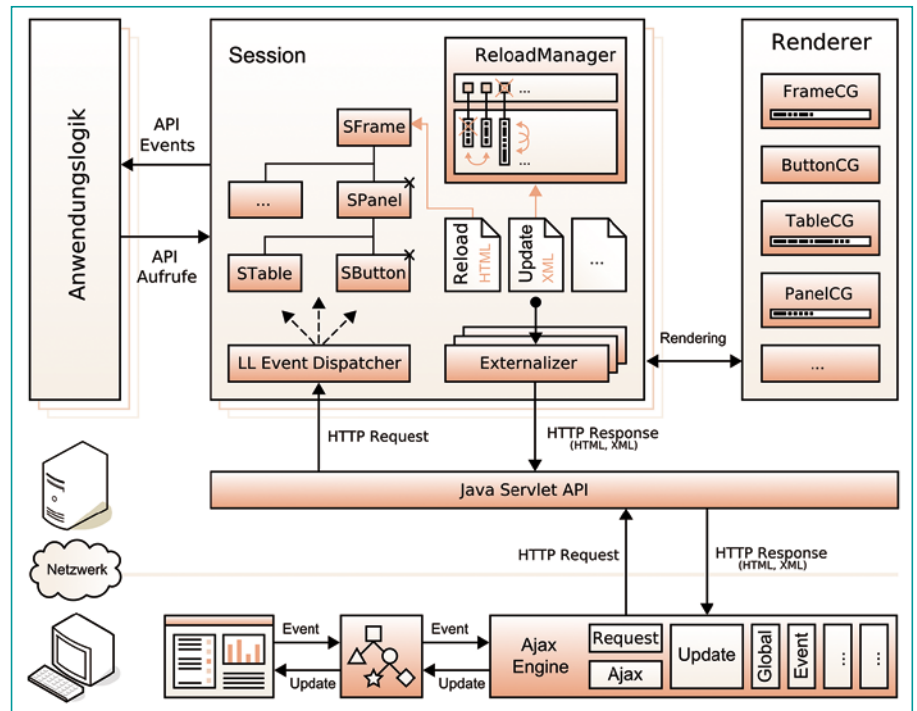 Anwendungslogik
API
Events
API
Aufrufe
Session
SFrame
...
SPanel
STable
SButton
LL Event Dispatcher
ReloadManager
...
...
Reload
HTML
Update
XML
...
Externalizer
Rendering
Renderer
FrameCG
ButtonCG
TableCG
PanelCG
...
HTTP Request
HTTP Response
(HTML, XML)
Java Servlet API
Netzwerk
HTTP Request
HTTP Response
(HTML, XML)
Event
Update
Event
Update
Ajax
Engine
Request
Ajax
Update
Global
Event
...
...